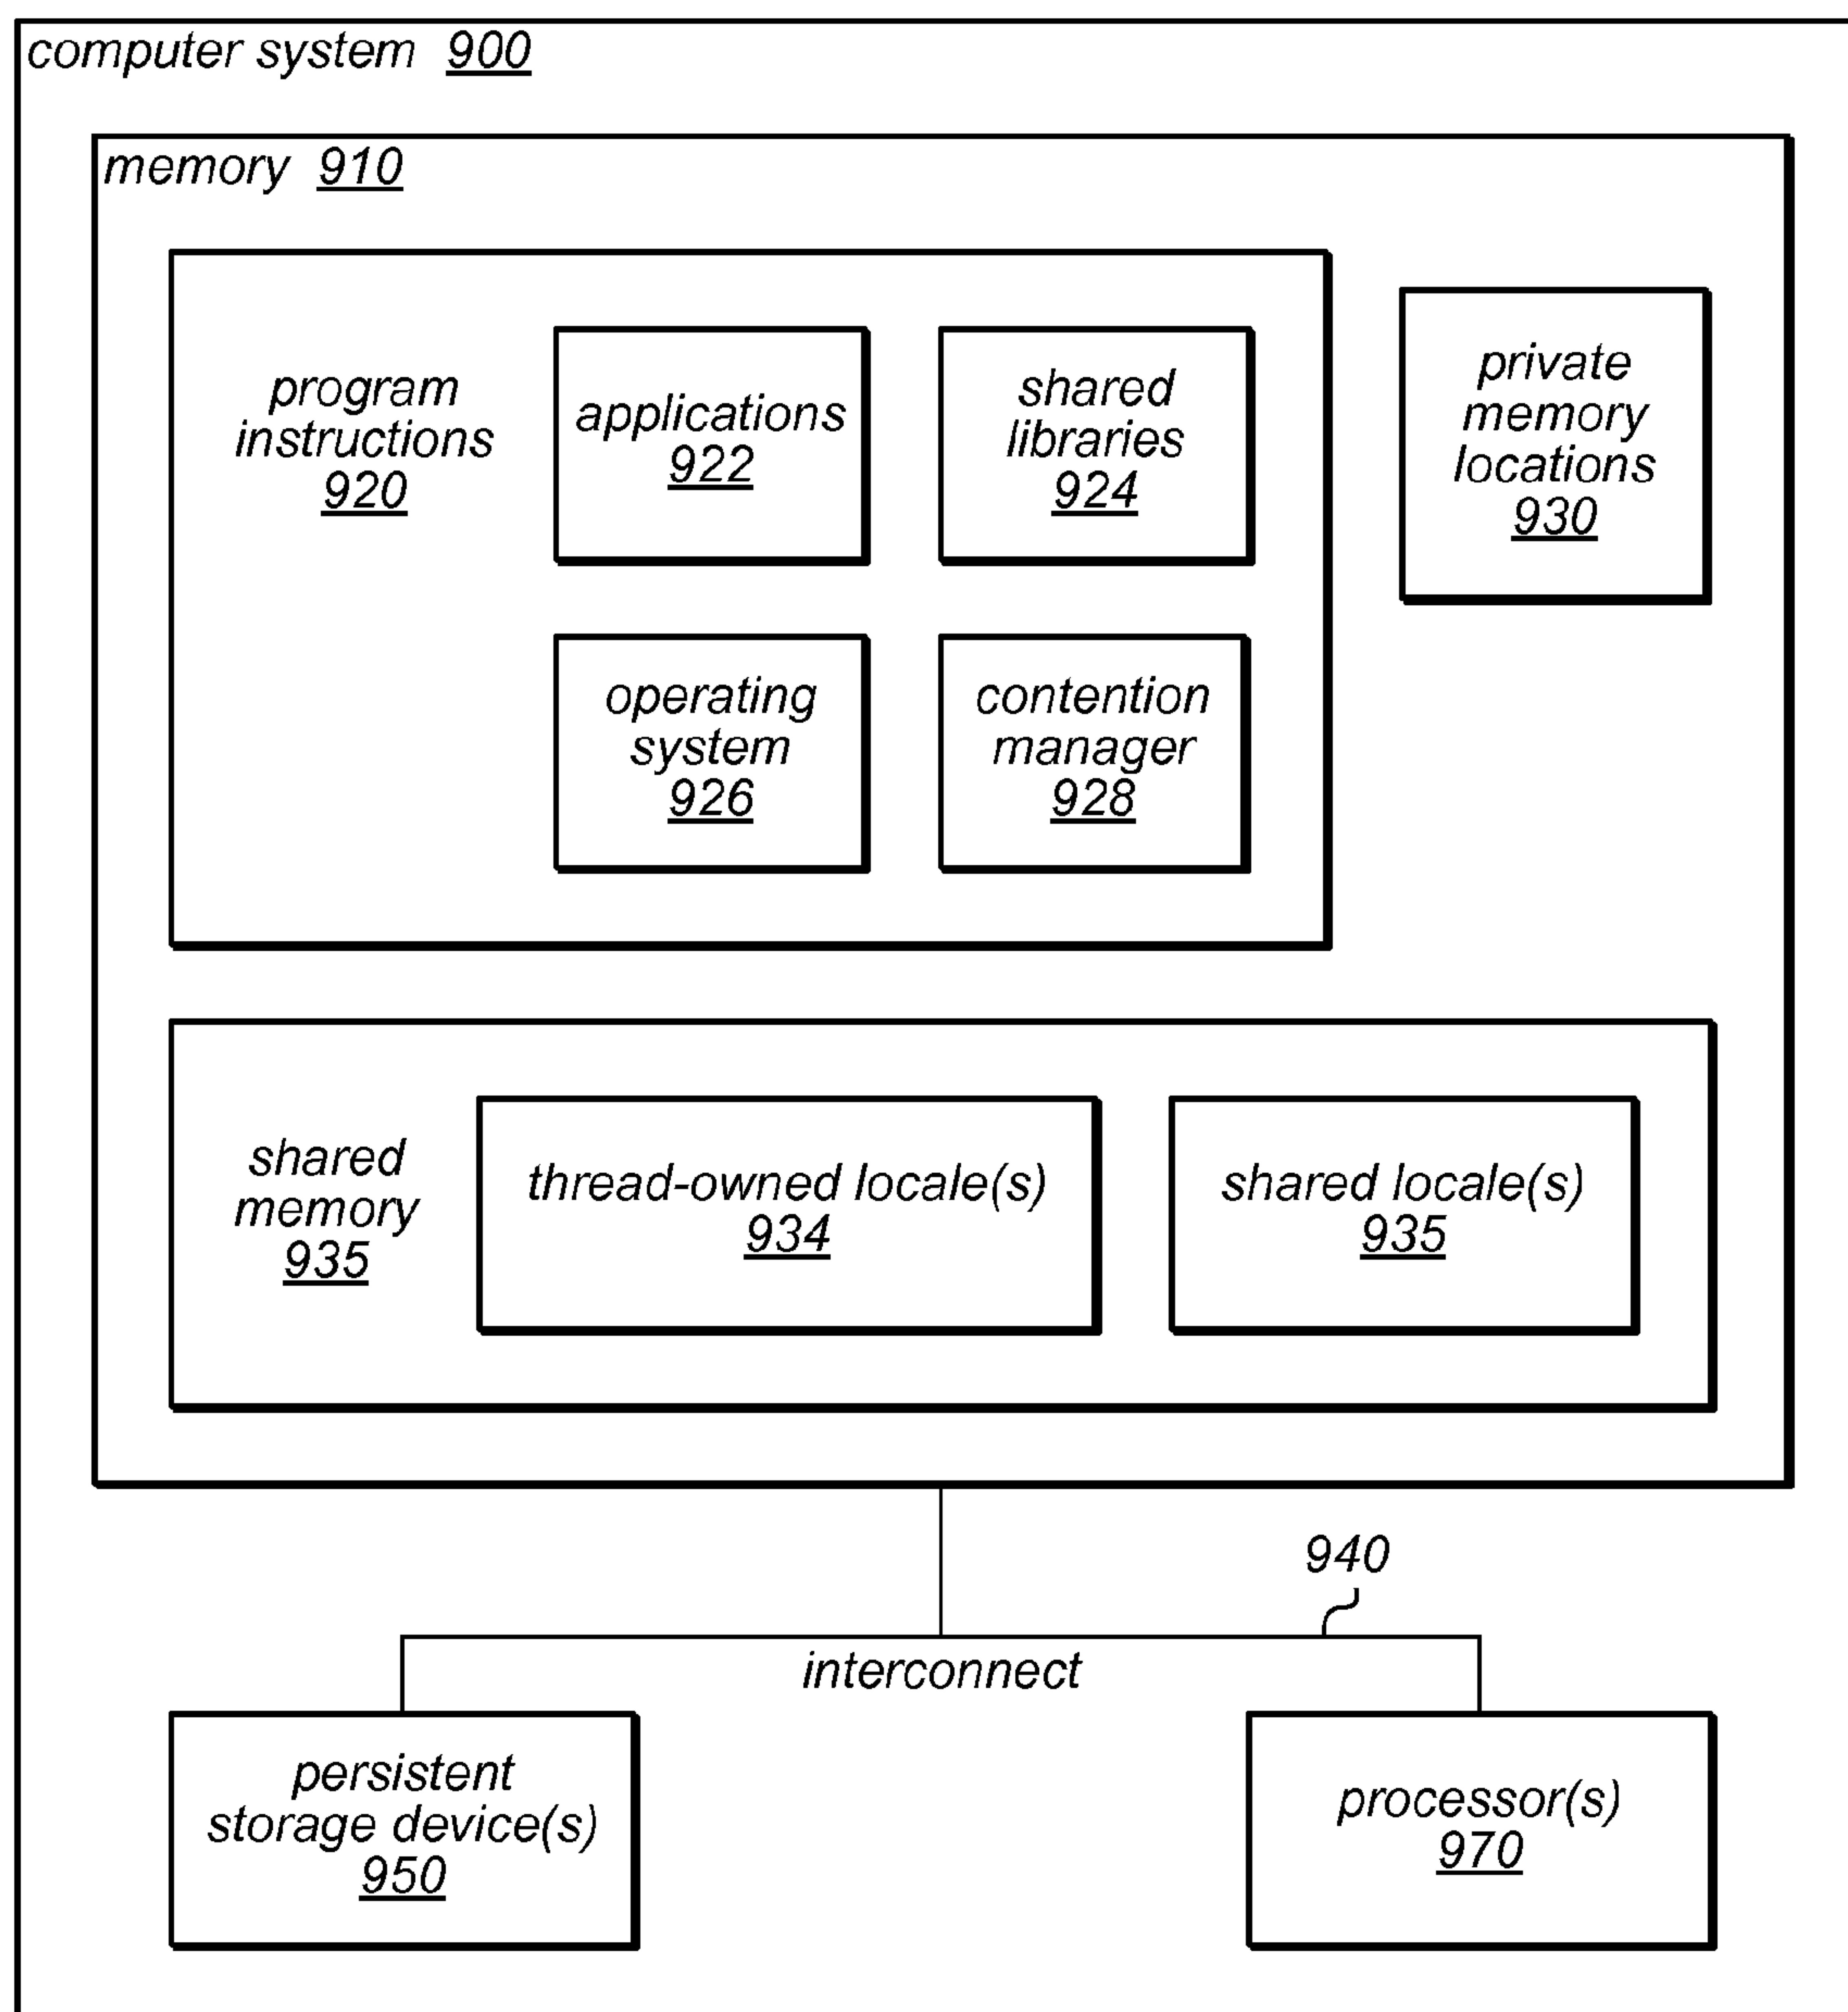 computer system 900
memory 910
program
instructions
920
applications
922
shared
libraries
924
private
memory
locations
930
operating
system
926
contention
manager
928
shared
memory
935
thread-owned locale(s)
934
shared locale(s)
935
940
interconnect
persistent
storage device(s)
950
processor(s)
970